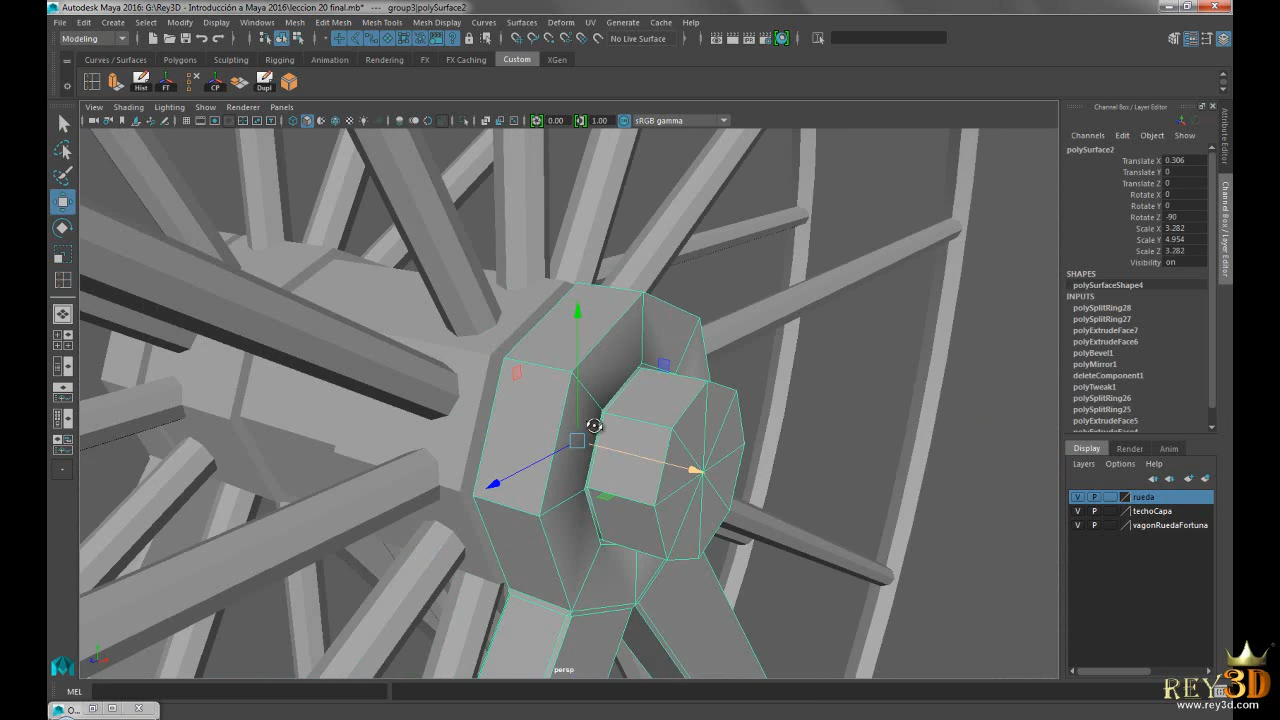 Autodesk Maya 2016: G:\Rey3D - Introducción a Maya 2016\leccion 20 final.mb* --- group3|polySurface2
File Edit Create Select Modify Display Windows Mesh Edit Mesh Mesh Tools Mesh Display Curves Surfaces Deform UV Generate Cache Help
Modeling No Live Surface
Curves / Surfaces Polygons Sculpting Rigging Animation Rendering FX FX Caching Custom XGen
Hist FT CP Dupl
View Shading Lighting Show Renderer Panels
0.00 1.00 sRGB gamma
Channel Box / Layer Editor
Channels Edit Object Show
polySurface2
Translate X 0.306
Translate Y 0
Translate Z 0
Rotate X 0
Rotate Y 0
Rotate Z -90
Scale X 3.282
Scale Y 4.954
Scale Z 3.282
Visibility on
SHAPES
polySurfaceShape4
INPUTS
polySplitRing28
polySplitRing27
polyExtrudeFace7
polyExtrudeFace6
polyBevel1
polyMirror1
deleteComponent1
polyTweak1
polySplitRing26
polySplitRing25
Attribute Editor
Channel Box / Layer Editor
Display Render Anim
Layers Options Help
V P rueda
V P techoCapa
V P vagonRuedaFortuna
persp
MEL
O...
REY3D
www.rey3d.com